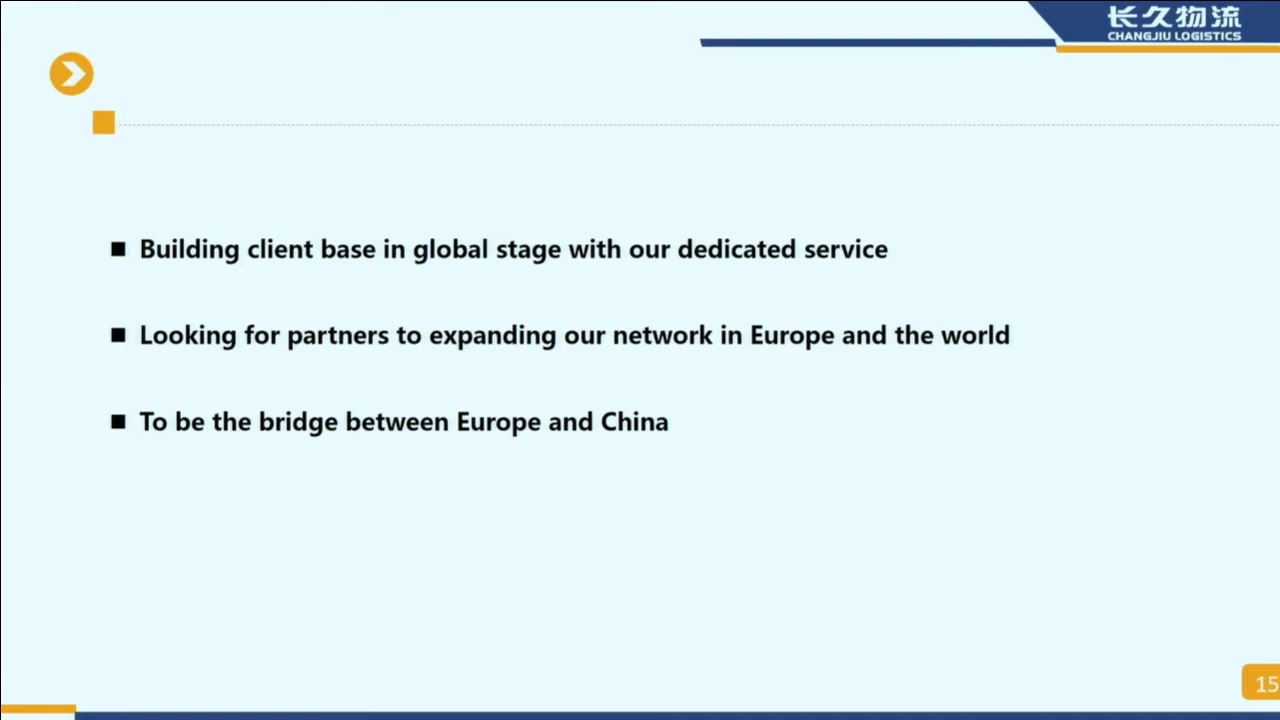 长久物流
CHANGJIU LOGISTICS
Building client base in global stage with our dedicated service
Looking for partners to expanding our network in Europe and the world
To be the bridge between Europe and China
15